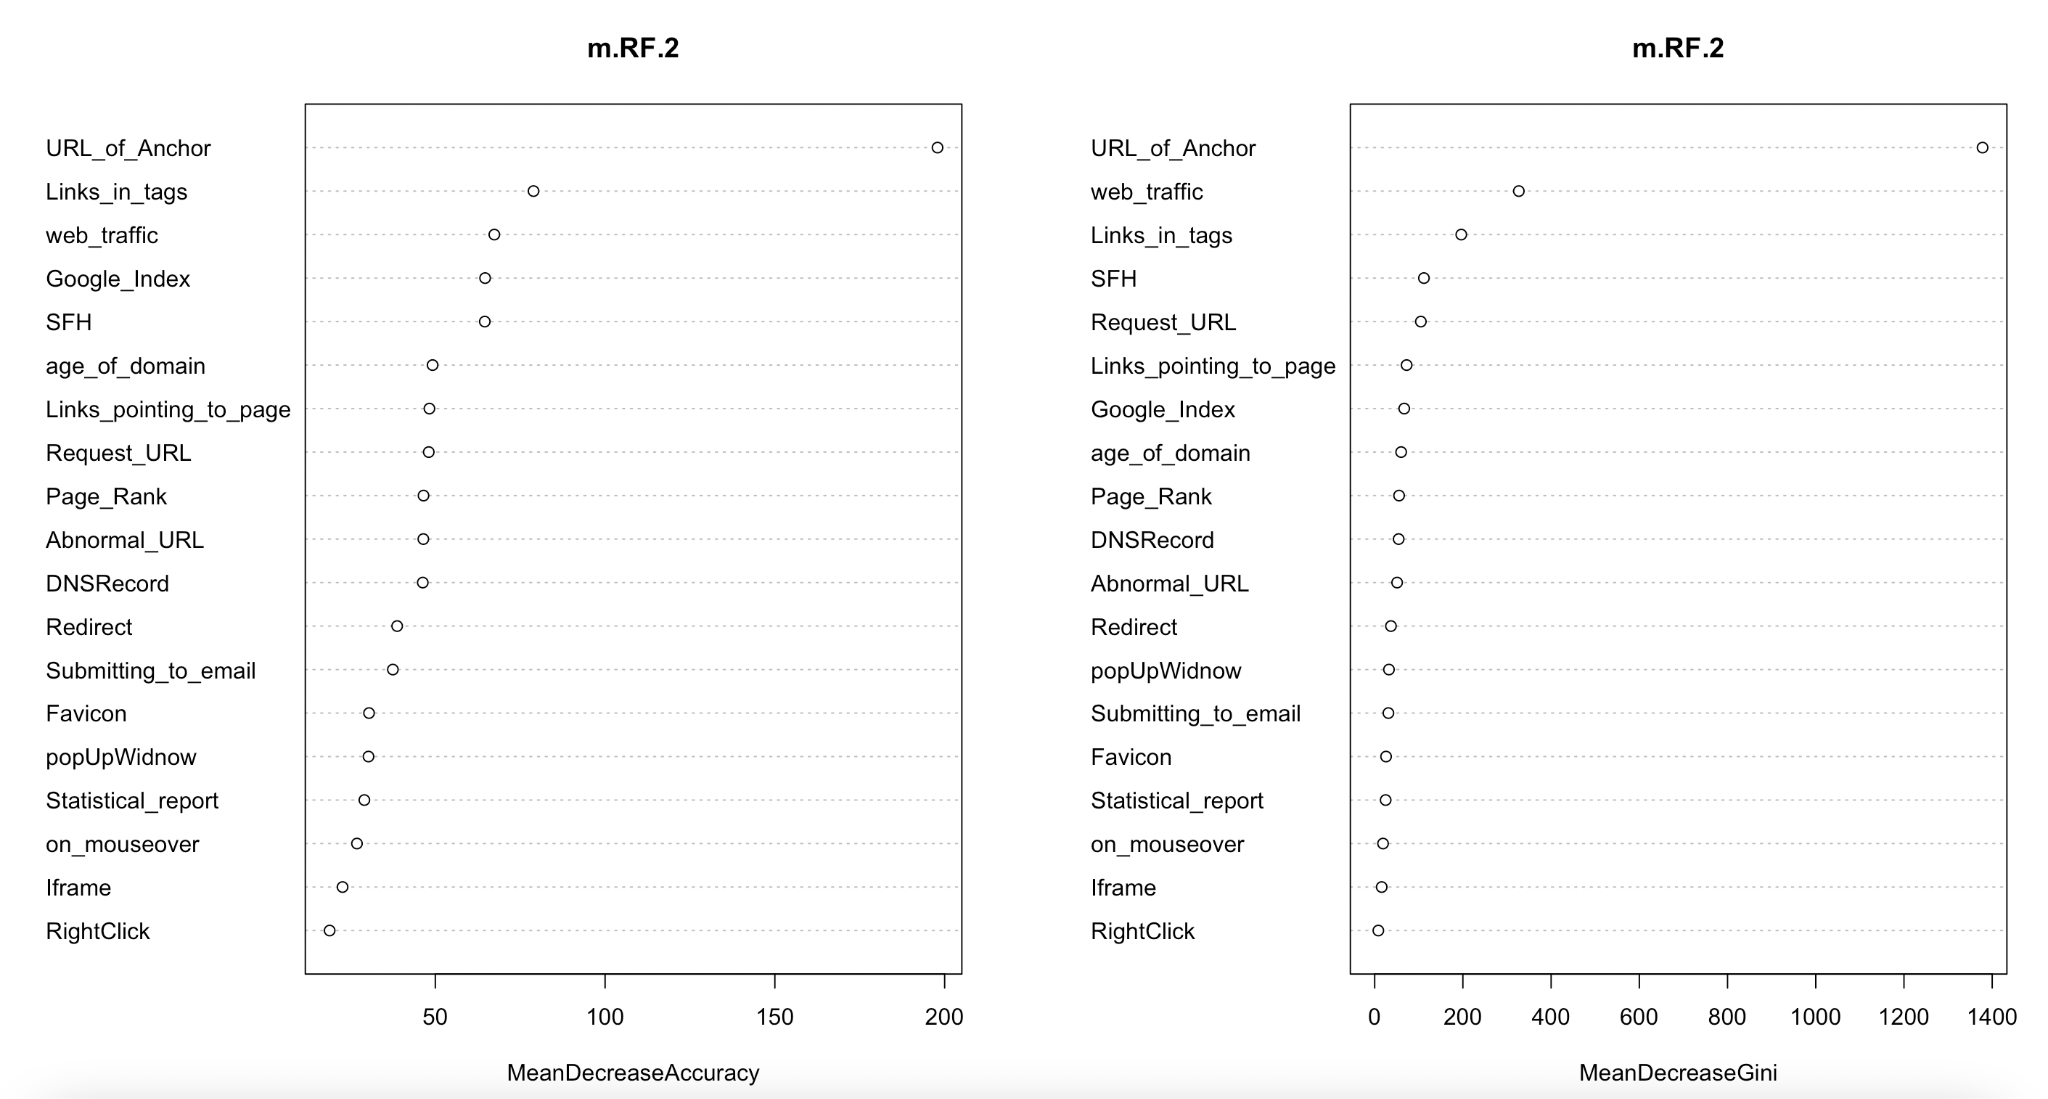 m.RF.2
URL_of_Anchor
Links_in_tags
web_traffic
Google_Index
SFH
age_of_domain
Links_pointing_to_page
Request_URL
Page_Rank
Abnormal_URL
DNSRecord
Redirect
Submitting_to_email
Favicon
popUpWidnow
Statistical_report
on_mouseover
Iframe
RightClick
50 100 150 200
MeanDecreaseAccuracy
m.RF.2
URL_of_Anchor
web_traffic
Links_in_tags
SFH
Request_URL
Links_pointing_to_page
Google_Index
age_of_domain
Page_Rank
DNSRecord
Abnormal_URL
Redirect
popUpWidnow
Submitting_to_email
Favicon
Statistical_report
on_mouseover
Iframe
RightClick
0 200 400 600 800 1000 1200 1400
MeanDecreaseGini